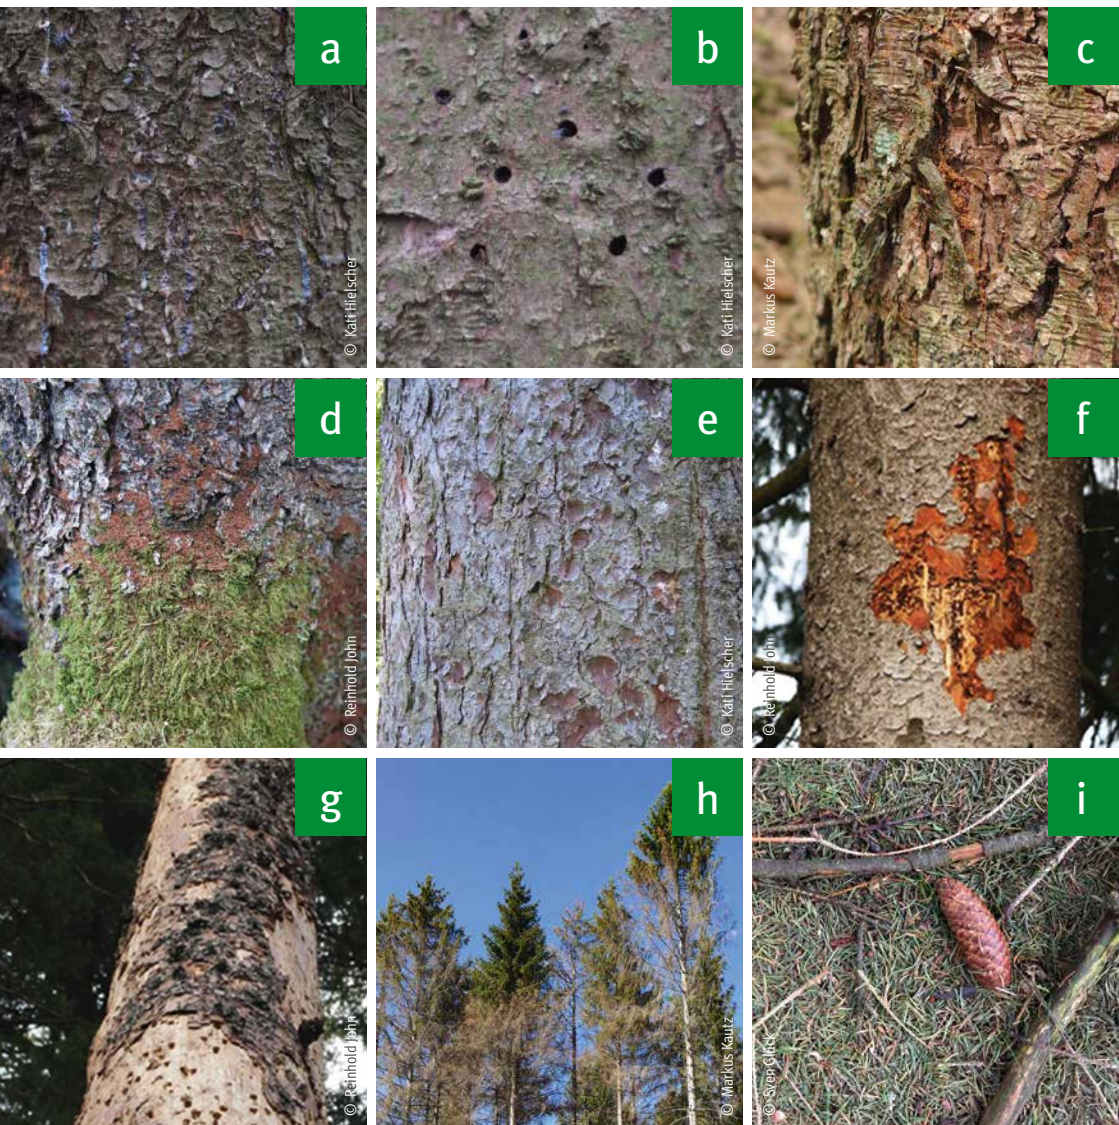 a
© Kati Hielscher
b
© Kati Hielscher
c
© Markus Kautz
d
© Reinhold John
e
© Kati Hielscher
f
© Reinhold John
g
© Reinhold John
h
© Markus Kautz
i
© Sven Glück